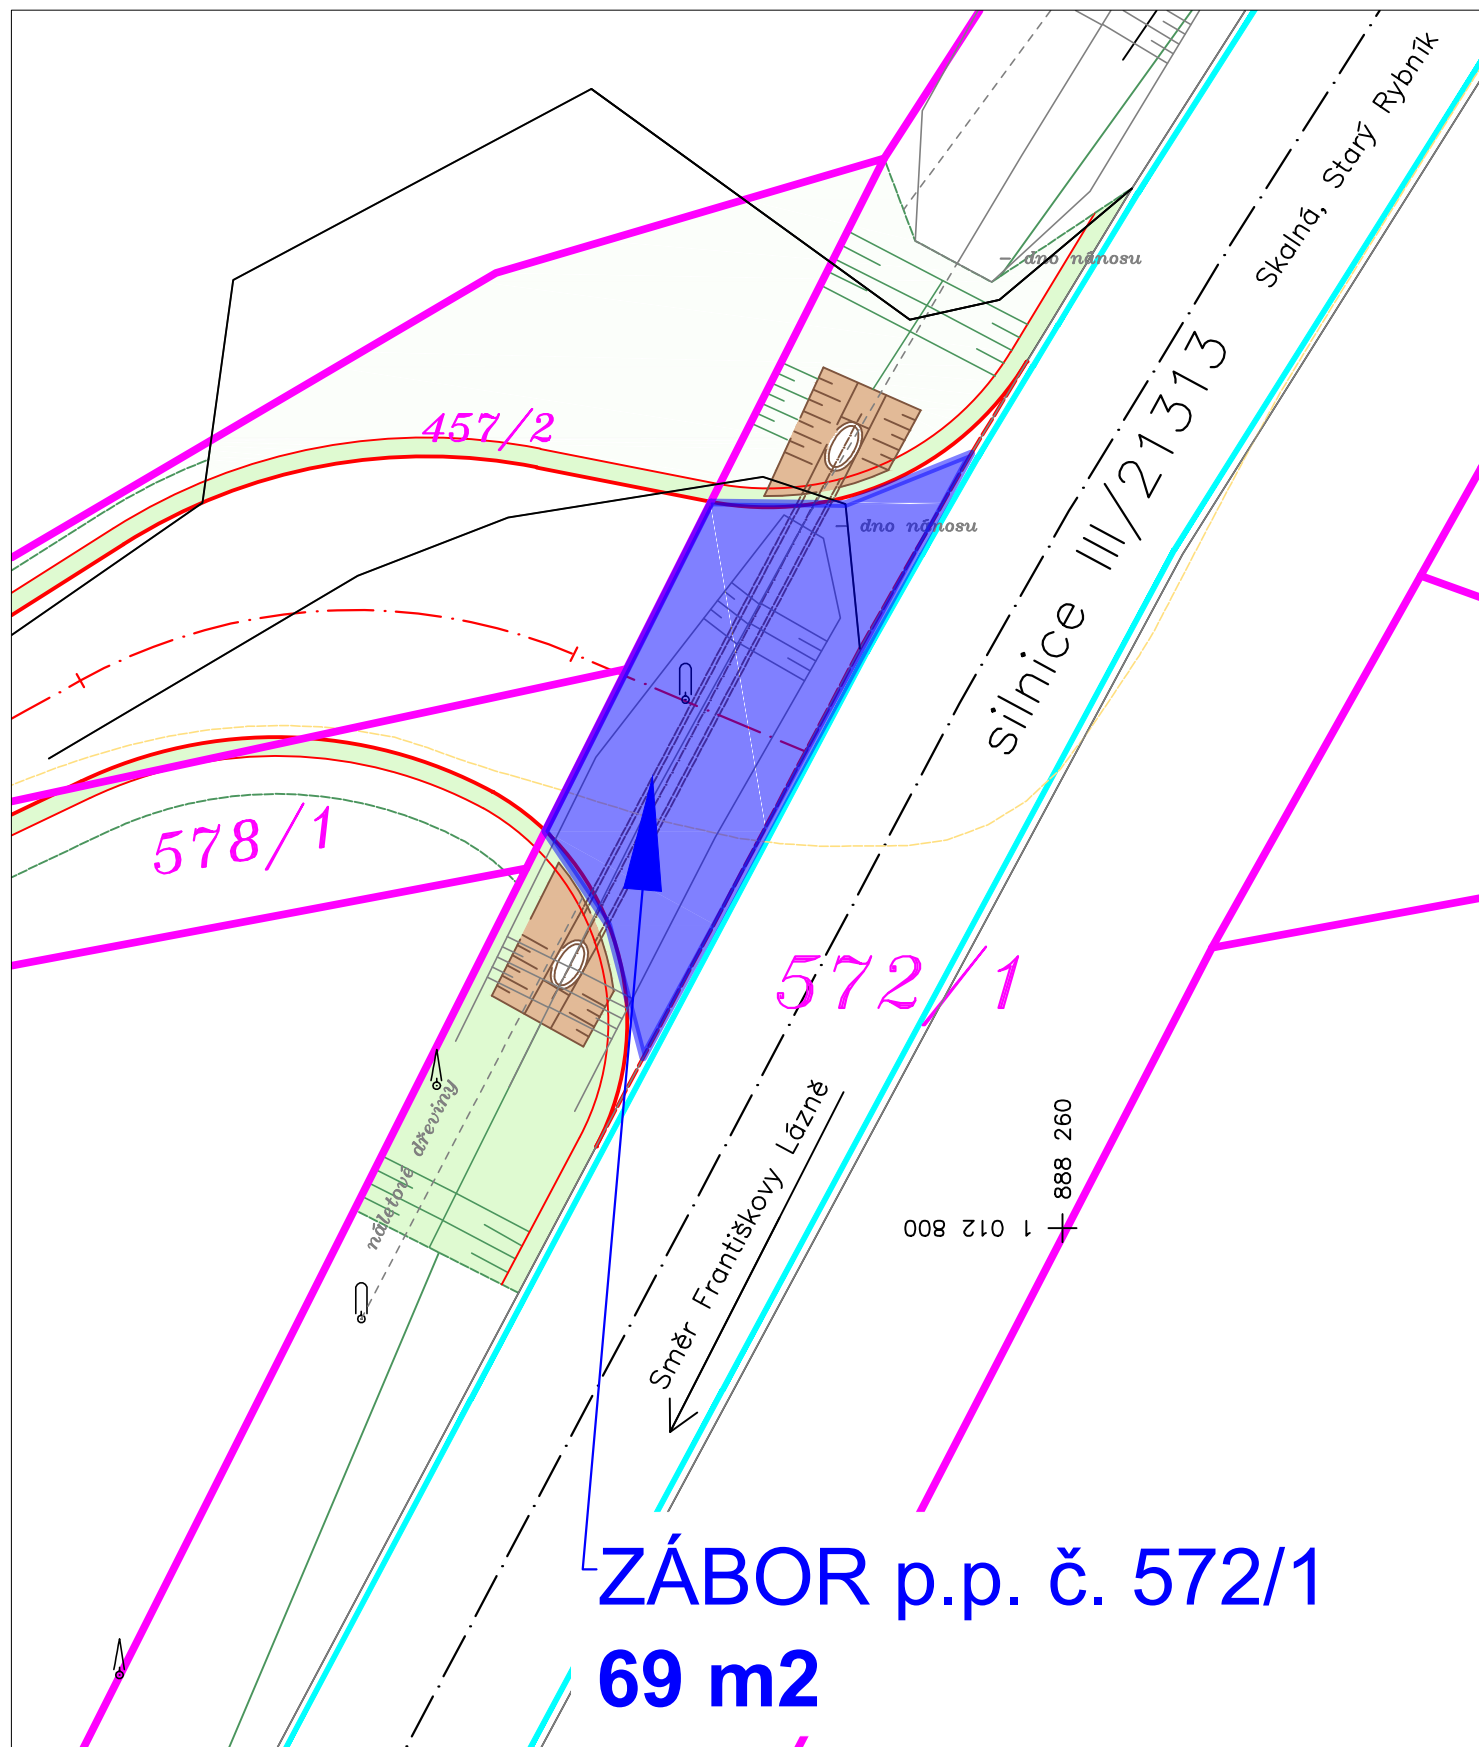 Skalná, Starý Rybník
– dno nánosu
silnice III/21313
457/2
– dno nánosu
578/1
572/1
náletové dřeviny
Směr Františkovy Lázně
888 260
1 012 800
ZÁBOR p.p. č. 572/1
69 m2